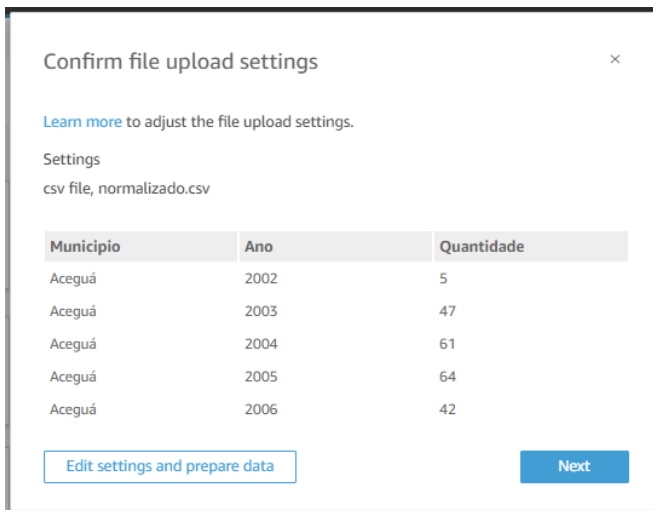 Confirm file upload settings ×
Learn more to adjust the file upload settings.
Settings
csv file, normalizado.csv
Municipio Ano Quantidade
Aceguá 2002 5
Aceguá 2003 47
Aceguá 2004 61
Aceguá 2005 64
Aceguá 2006 42
Edit settings and prepare data Next